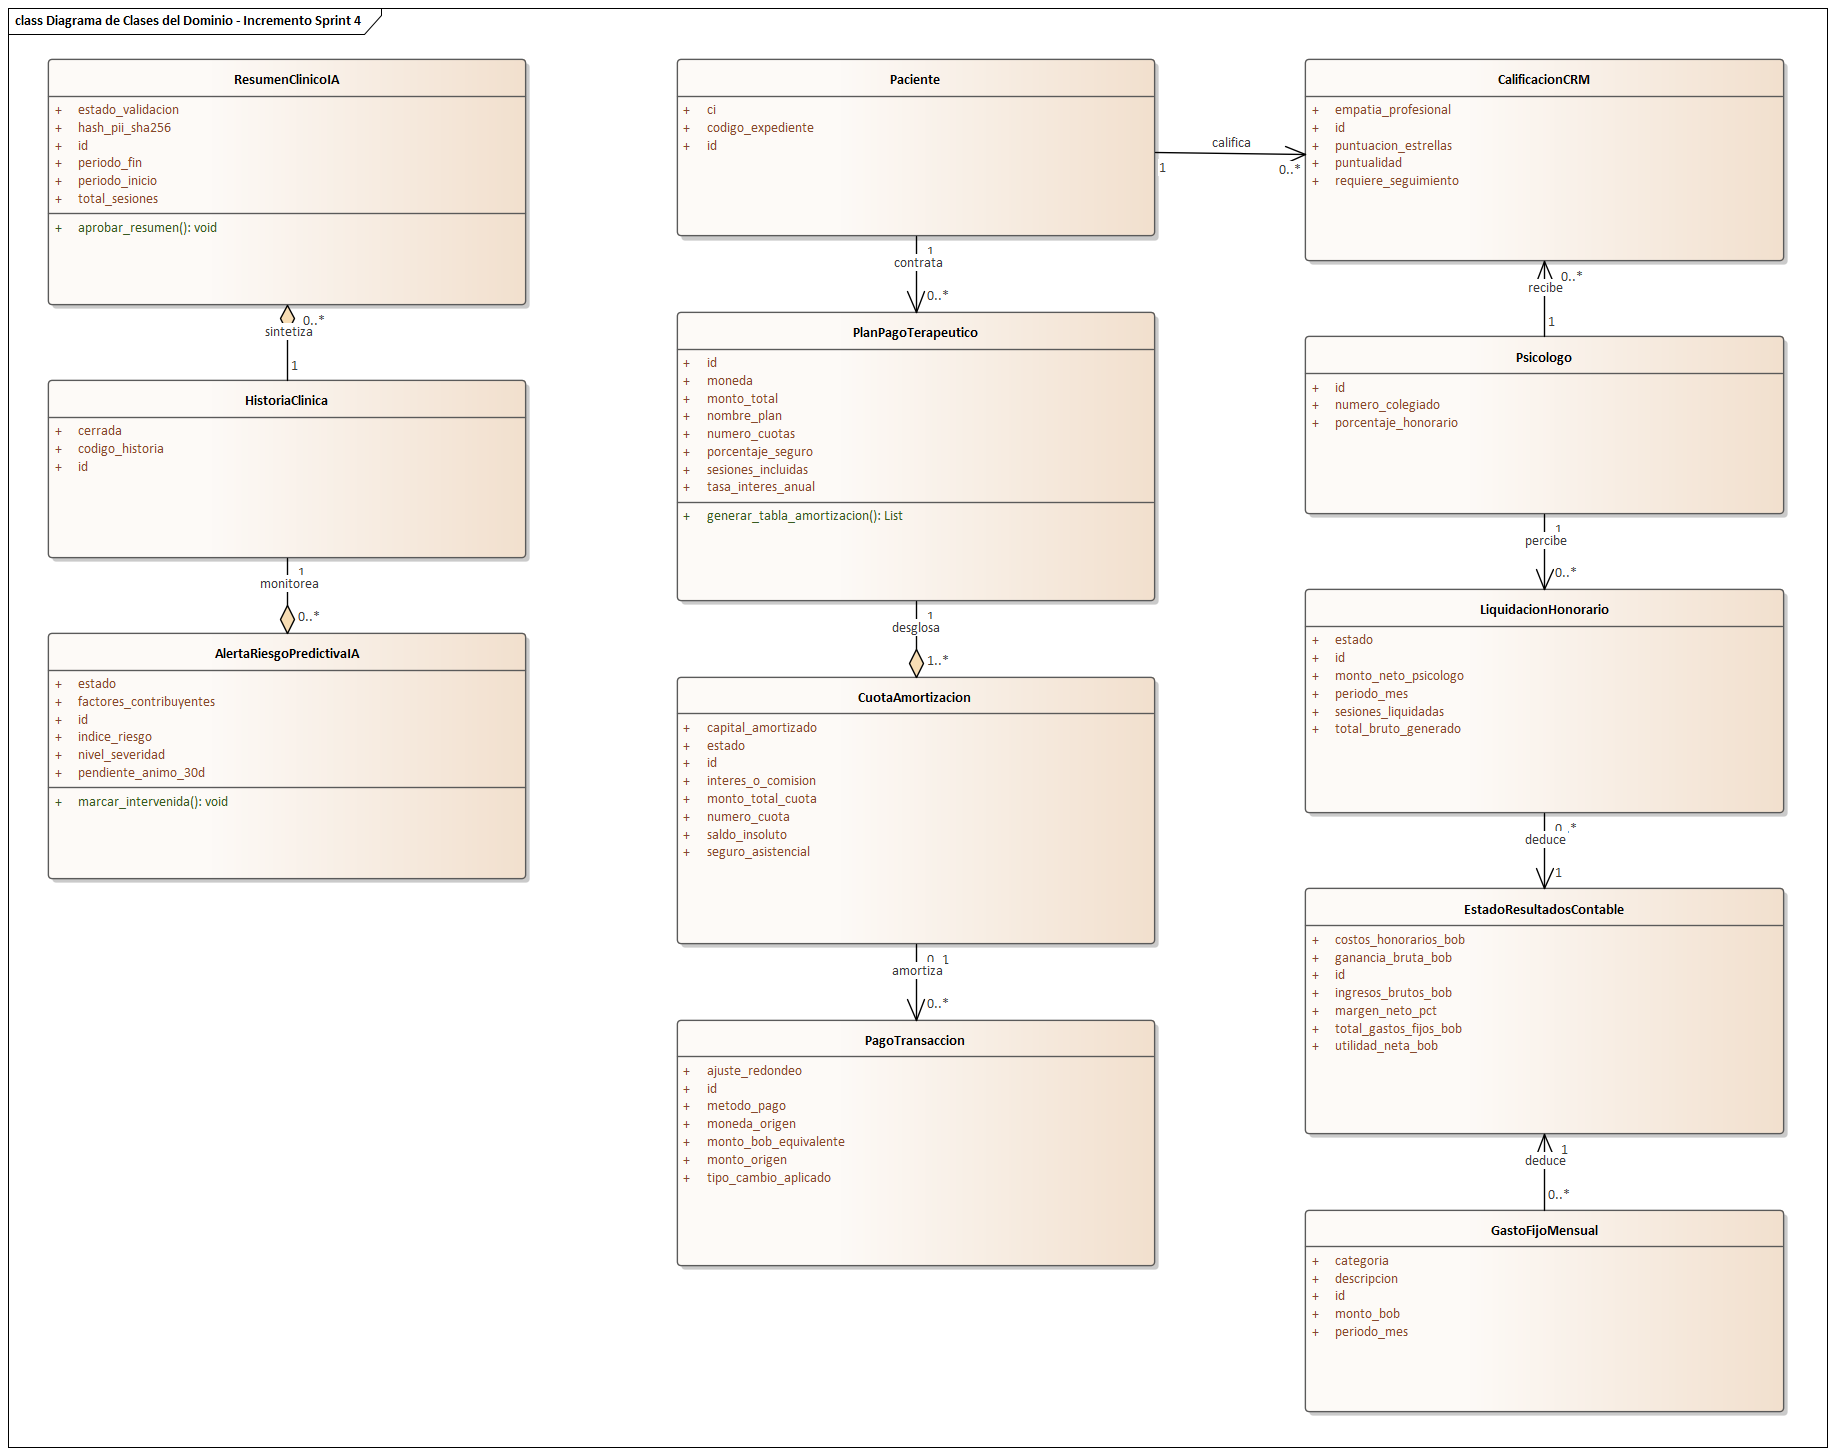 class Diagrama de Clases del Dominio - Incremento Sprint 4
ResumenClinicoIA
+ estado_validacion
+ hash_pii_sha256
+ id
+ periodo_fin
+ periodo_inicio
+ total_sesiones
+ aprobar_resumen(): void
0..*
sintetiza
1
HistoriaClinica
+ cerrada
+ codigo_historia
+ id
1
monitorea
0..*
AlertaRiesgoPredictivaIA
+ estado
+ factores_contribuyentes
+ id
+ indice_riesgo
+ nivel_severidad
+ pendiente_animo_30d
+ marcar_intervenida(): void
Paciente
+ ci
+ codigo_expediente
+ id
califica
1
0..*
1
contrata
0..*
PlanPagoTerapeutico
+ id
+ moneda
+ monto_total
+ nombre_plan
+ numero_cuotas
+ porcentaje_seguro
+ sesiones_incluidas
+ tasa_interes_anual
+ generar_tabla_amortizacion(): List
1
desglosa
1..*
CuotaAmortizacion
+ capital_amortizado
+ estado
+ id
+ interes_o_comision
+ monto_total_cuota
+ numero_cuota
+ saldo_insoluto
+ seguro_asistencial
0..1
amortiza
0..*
PagoTransaccion
+ ajuste_redondeo
+ id
+ metodo_pago
+ moneda_origen
+ monto_bob_equivalente
+ monto_origen
+ tipo_cambio_aplicado
CalificacionCRM
+ empatia_profesional
+ id
+ puntuacion_estrellas
+ puntualidad
+ requiere_seguimiento
0..*
recibe
1
Psicologo
+ id
+ numero_colegiado
+ porcentaje_honorario
1
percibe
0..*
LiquidacionHonorario
+ estado
+ id
+ monto_neto_psicologo
+ periodo_mes
+ sesiones_liquidadas
+ total_bruto_generado
0..*
deduce
1
EstadoResultadosContable
+ costos_honorarios_bob
+ ganancia_bruta_bob
+ id
+ ingresos_brutos_bob
+ margen_neto_pct
+ total_gastos_fijos_bob
+ utilidad_neta_bob
1
deduce
0..*
GastoFijoMensual
+ categoria
+ descripcion
+ id
+ monto_bob
+ periodo_mes